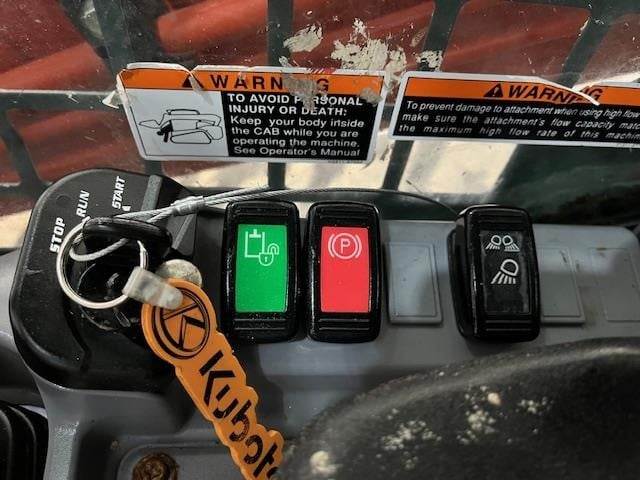 WARNING
TO AVOID PERSONAL
INJURY OR DEATH:
Keep your body inside
the CAB while you are
operating the machine.
See Operator's Manual
WARNING
To prevent damage to attachment when using high flow
make sure the attachment's flow capacity
the maximum high flow rate of this machine
STOP
RUN
START
P
Kubota